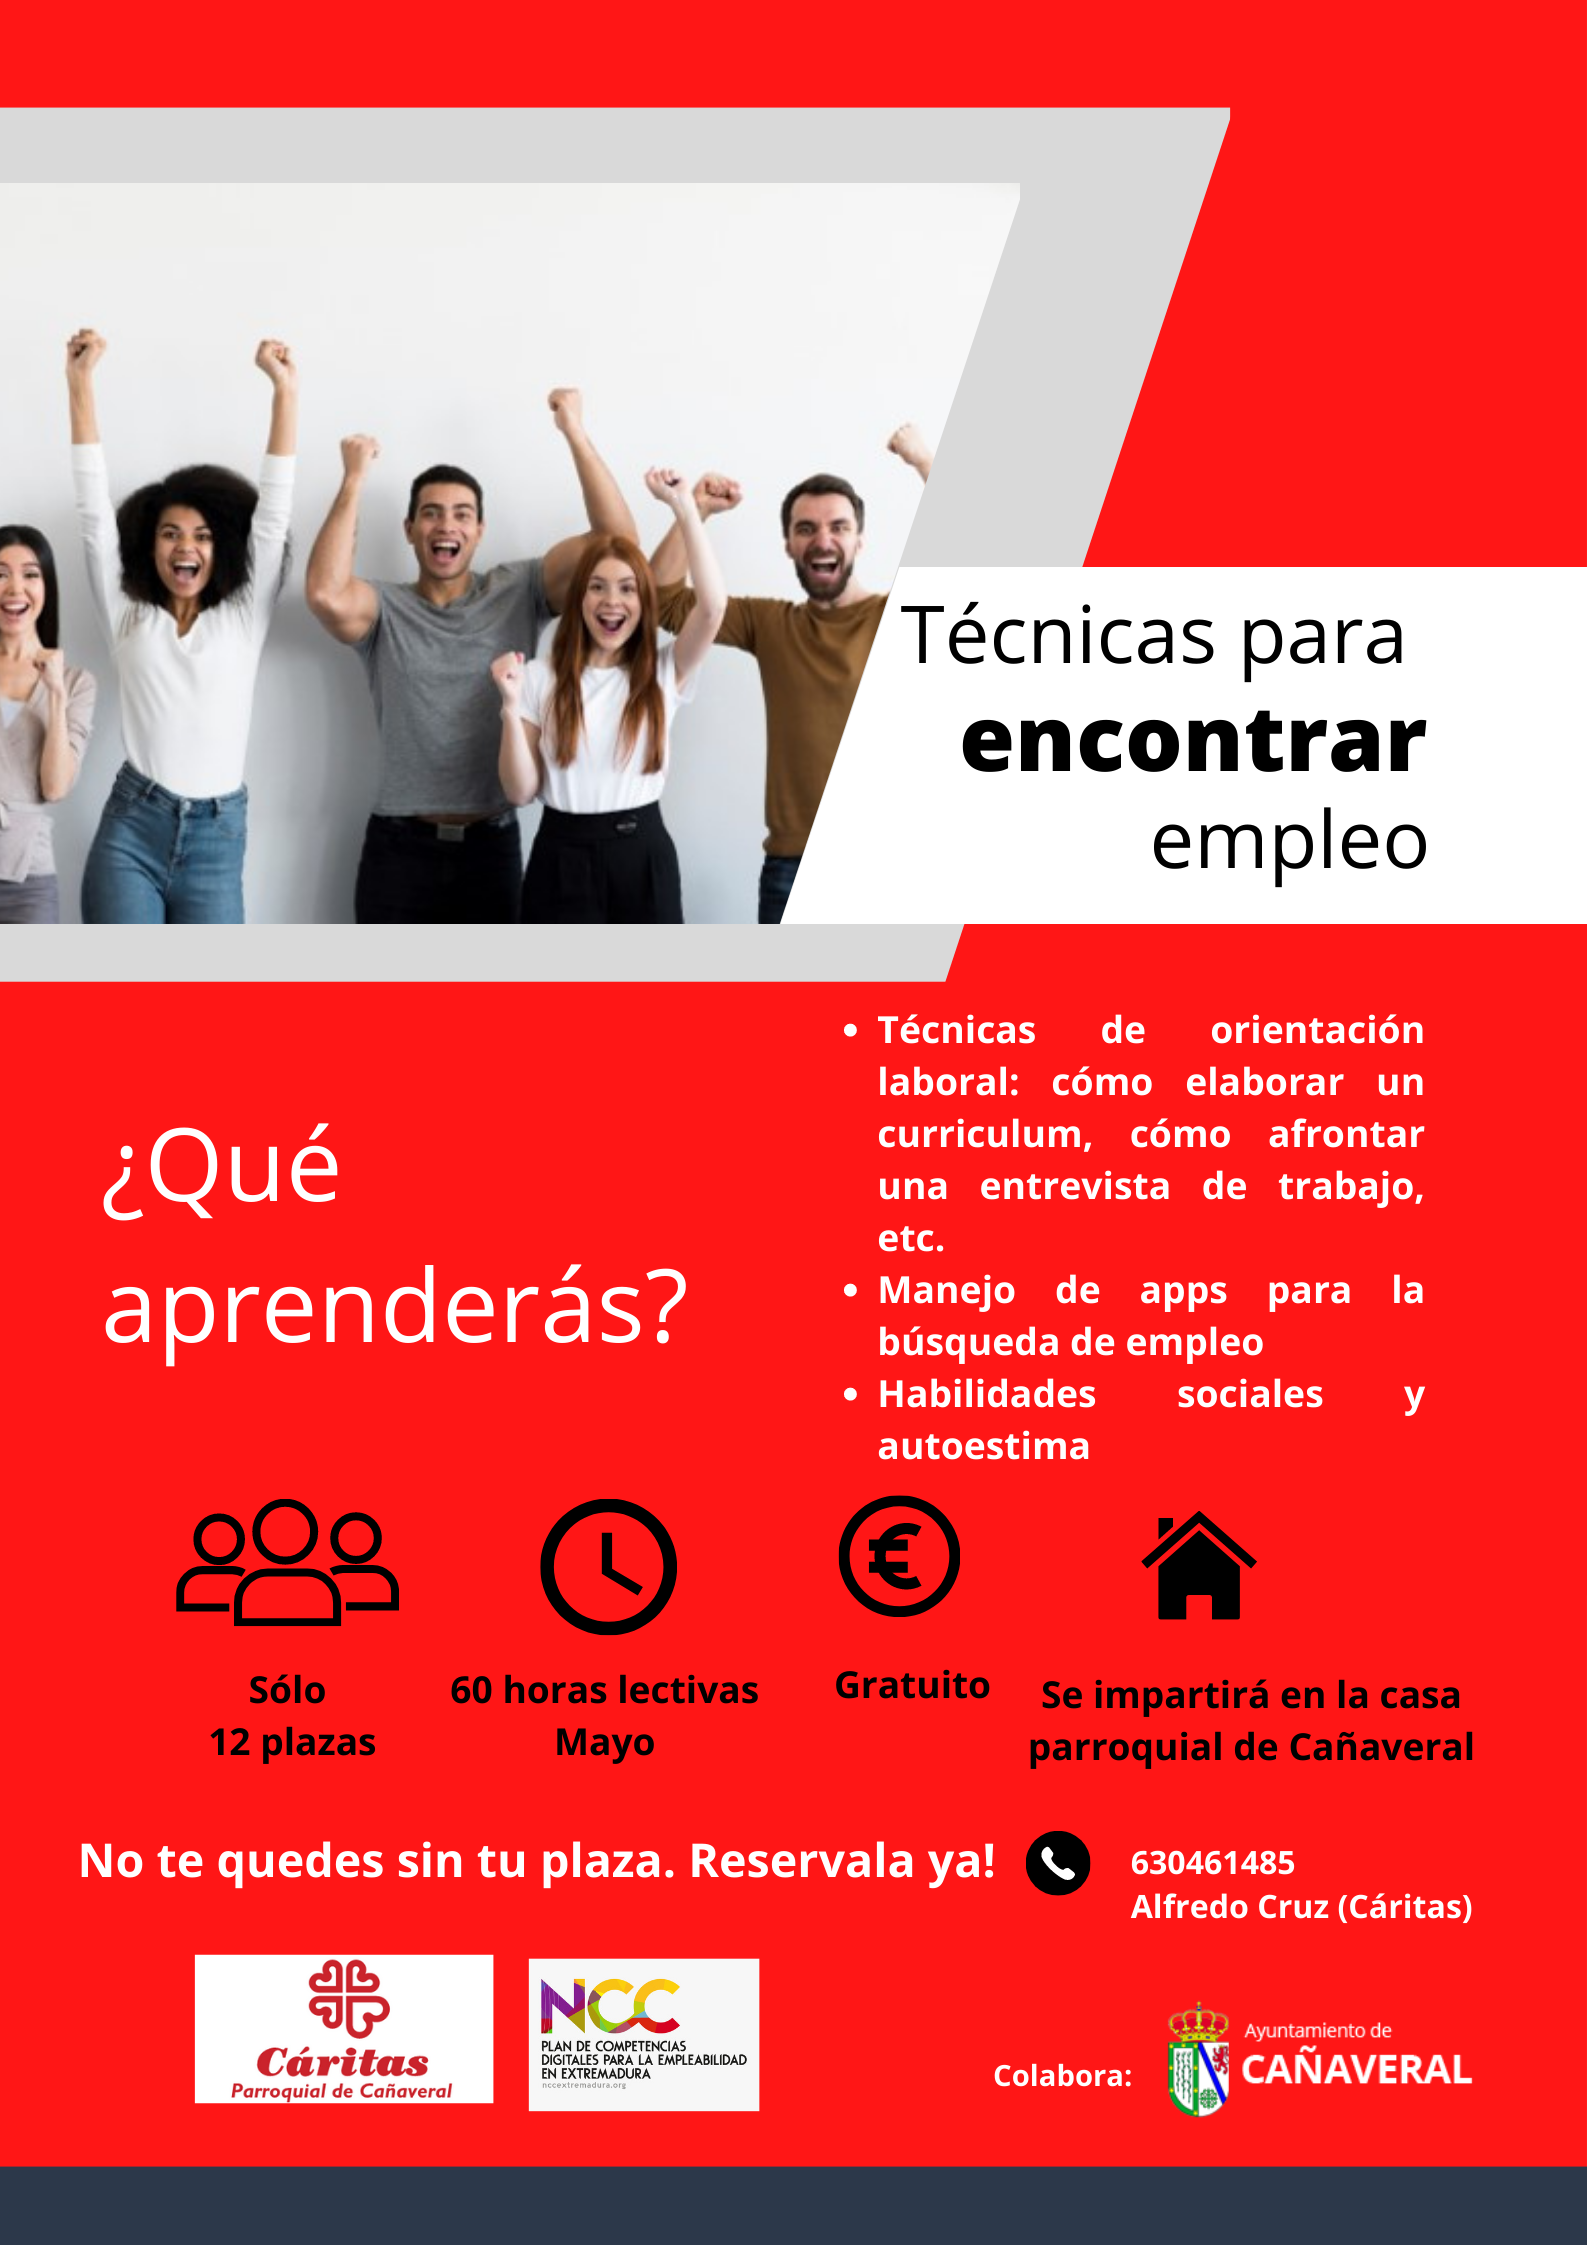 Técnicas para
encontrar
empleo
¿Qué
aprenderás?
Técnicas de orientación
laboral: cómo elaborar un
curriculum, cómo afrontar
una entrevista de trabajo,
etc.
Manejo de apps para la
búsqueda de empleo
Habilidades sociales y
autoestima
Sólo
12 plazas
60 horas lectivas
Mayo
€
Gratuito
Se impartirá en la casa
parroquial de Cañaveral
No te quedes sin tu plaza. Reservala ya!
630461485
Alfredo Cruz (Cáritas)
Cáritas
Parroquial de Cañaveral
NCC
PLAN DE COMPETENCIAS
DIGITALES PARA LA EMPLEABILIDAD
EN EXTREMADURA
nccextremadura.org
Colabora:
Ayuntamiento de
CAÑAVERAL